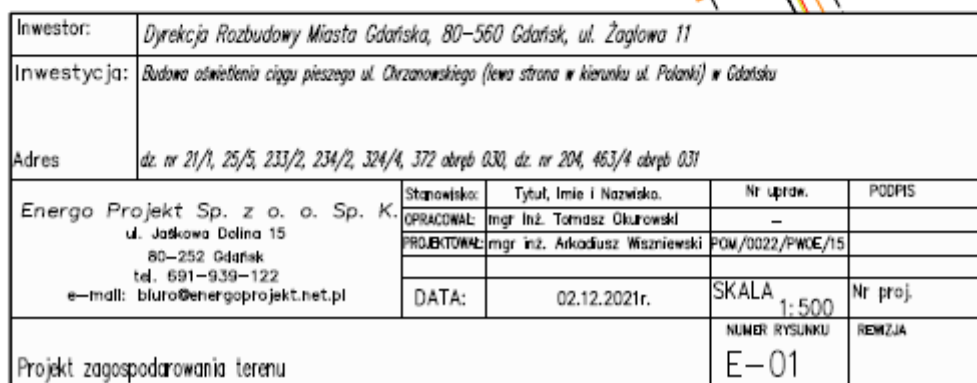 Inwestor: Dyrekcja Rozbudowy Miasta Gdańska, 80-560 Gdańsk, ul. Żaglowa 11
Inwestycja: Budowa oświetlenia ciągu pieszego ul. Chrzanowskiego (lewa strona w kierunku ul. Polanki) w Gdańsku
Adres dz. nr 21/1, 25/5, 233/2, 234/2, 324/4, 372 obręb 030, dz. nr 204, 463/4 obręb 031
Energo Projekt Sp. z o. o. Sp. K.
ul. Jaśkowa Dolina 15
80-252 Gdańsk
tel. 691-939-122
e-mail: biuro@energoprojekt.net.pl
Stanowisko: Tytuł, Imie i Nazwisko. Nr upraw. PODPIS
OPRACOWAŁ: mgr inż. Tomasz Okurowski –
PROJEKTOWAŁ: mgr inż. Arkadiusz Wiszniewski POM/0022/PWOE/15
DATA: 02.12.2021r. SKALA 1:500 Nr proj.
Projekt zagospodarowania terenu
NUMER RYSUNKU REWIZJA
E-01